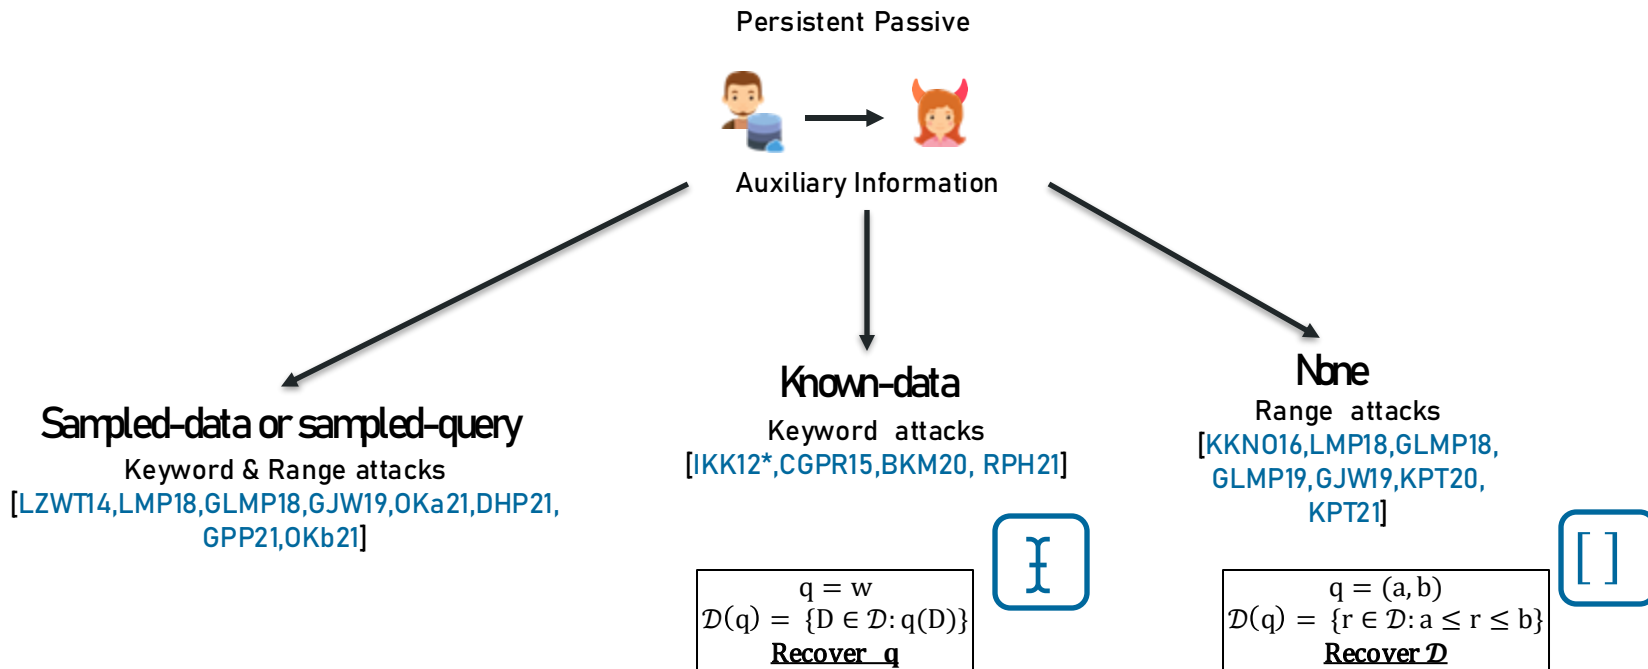 Persistent Passive
Auxiliary Information
Sampled-data or sampled-query
Keyword & Range attacks
[LZWT14,LMP18,GLMP18,GJW19,OKa21,DHP21,
GPP21,OKb21]
Known-data
Keyword attacks
[IKK12*,CGPR15,BKM20, RPH21]
q = w
𝒟(q) = {D ∈ 𝒟: q(D)}
Recover q
None
Range attacks
[KKNO16,LMP18,GLMP18,
GLMP19,GJW19,KPT20,
KPT21]
[ ]
q = (a, b)
𝒟(q) = {r ∈ 𝒟: a ≤ r ≤ b}
Recover 𝒟